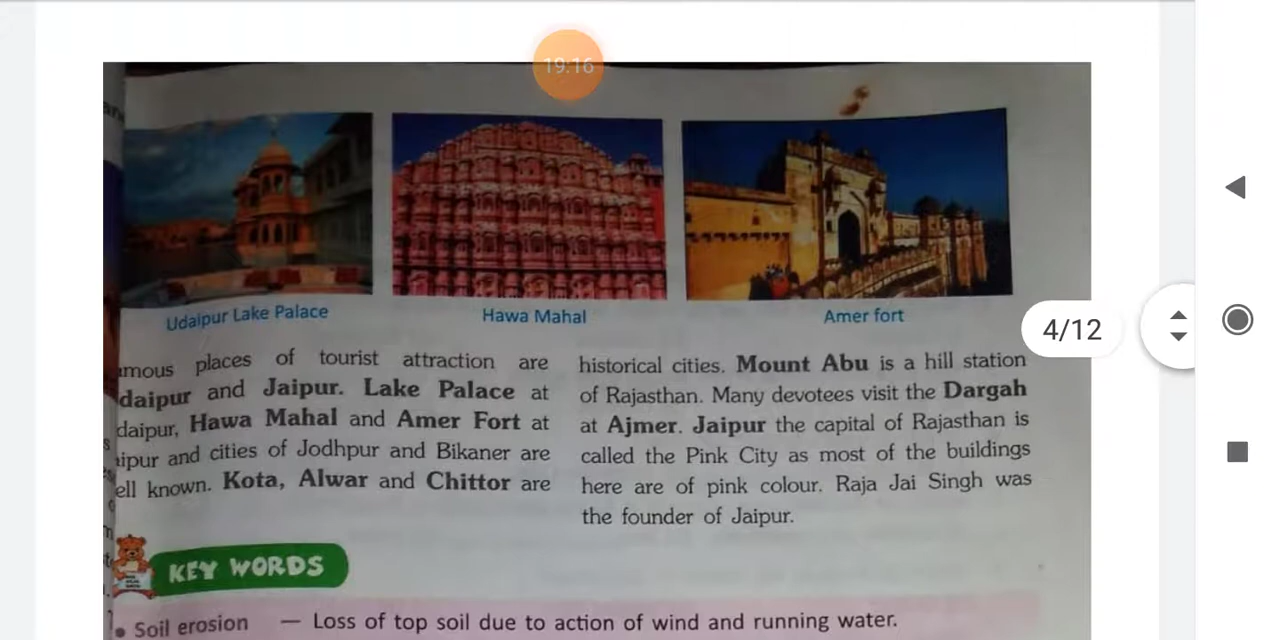 19:16
Udaipur Lake Palace
Hawa Mahal
Amer fort
4/12
mous places of tourist attraction are
daipur and Jaipur. Lake Palace at
daipur, Hawa Mahal and Amer Fort at
ipur and cities of Jodhpur and Bikaner are
ell known. Kota, Alwar and Chittor are
historical cities. Mount Abu is a hill station
of Rajasthan. Many devotees visit the Dargah
at Ajmer. Jaipur the capital of Rajasthan is
called the Pink City as most of the buildings
here are of pink colour. Raja Jai Singh was
the founder of Jaipur.
KEY WORDS
• Soil erosion — Loss of top soil due to action of wind and running water.